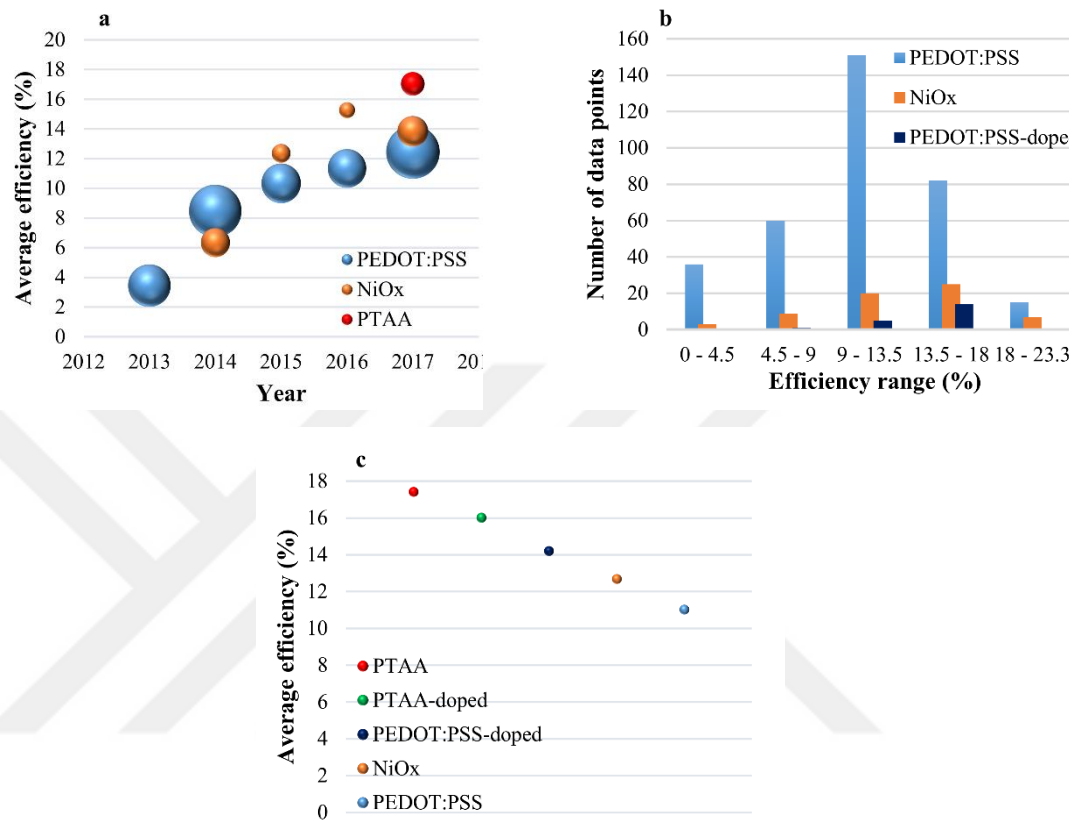 a
Average efficiency (%)
20
18
16
14
12
10
8
6
4
2
0
PEDOT:PSS
NiOx
PTAA
2012 2013 2014 2015 2016 2017 201
Year
b
Number of data points
160
140
120
100
80
60
40
20
0
PEDOT:PSS
NiOx
PEDOT:PSS-dope
0 - 4.5 4.5 - 9 9 - 13.5 13.5 - 18 18 - 23.3
Efficiency range (%)
c
Average efficiency (%)
18
16
14
12
10
8
6
4
2
0
PTAA
PTAA-doped
PEDOT:PSS-doped
NiOx
PEDOT:PSS